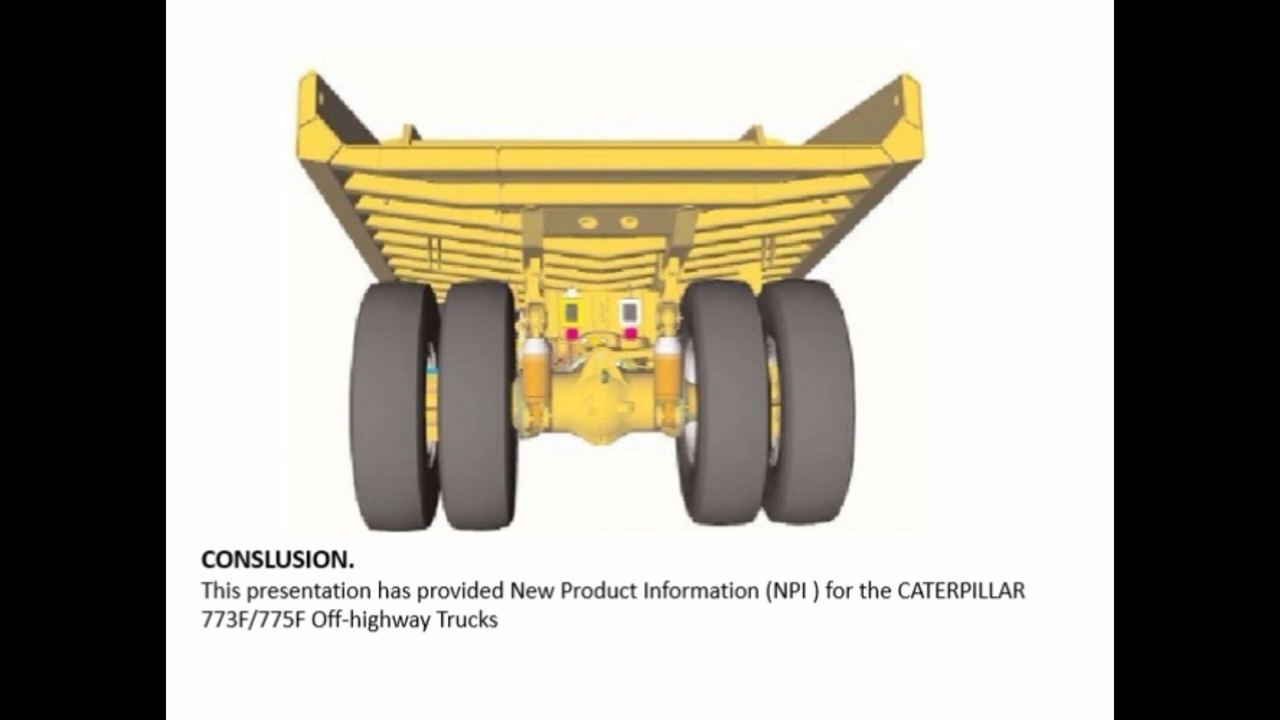 CONSLUSION.
This presentation has provided New Product Information (NPI ) for the CATERPILLAR
773F/775F Off-highway Trucks